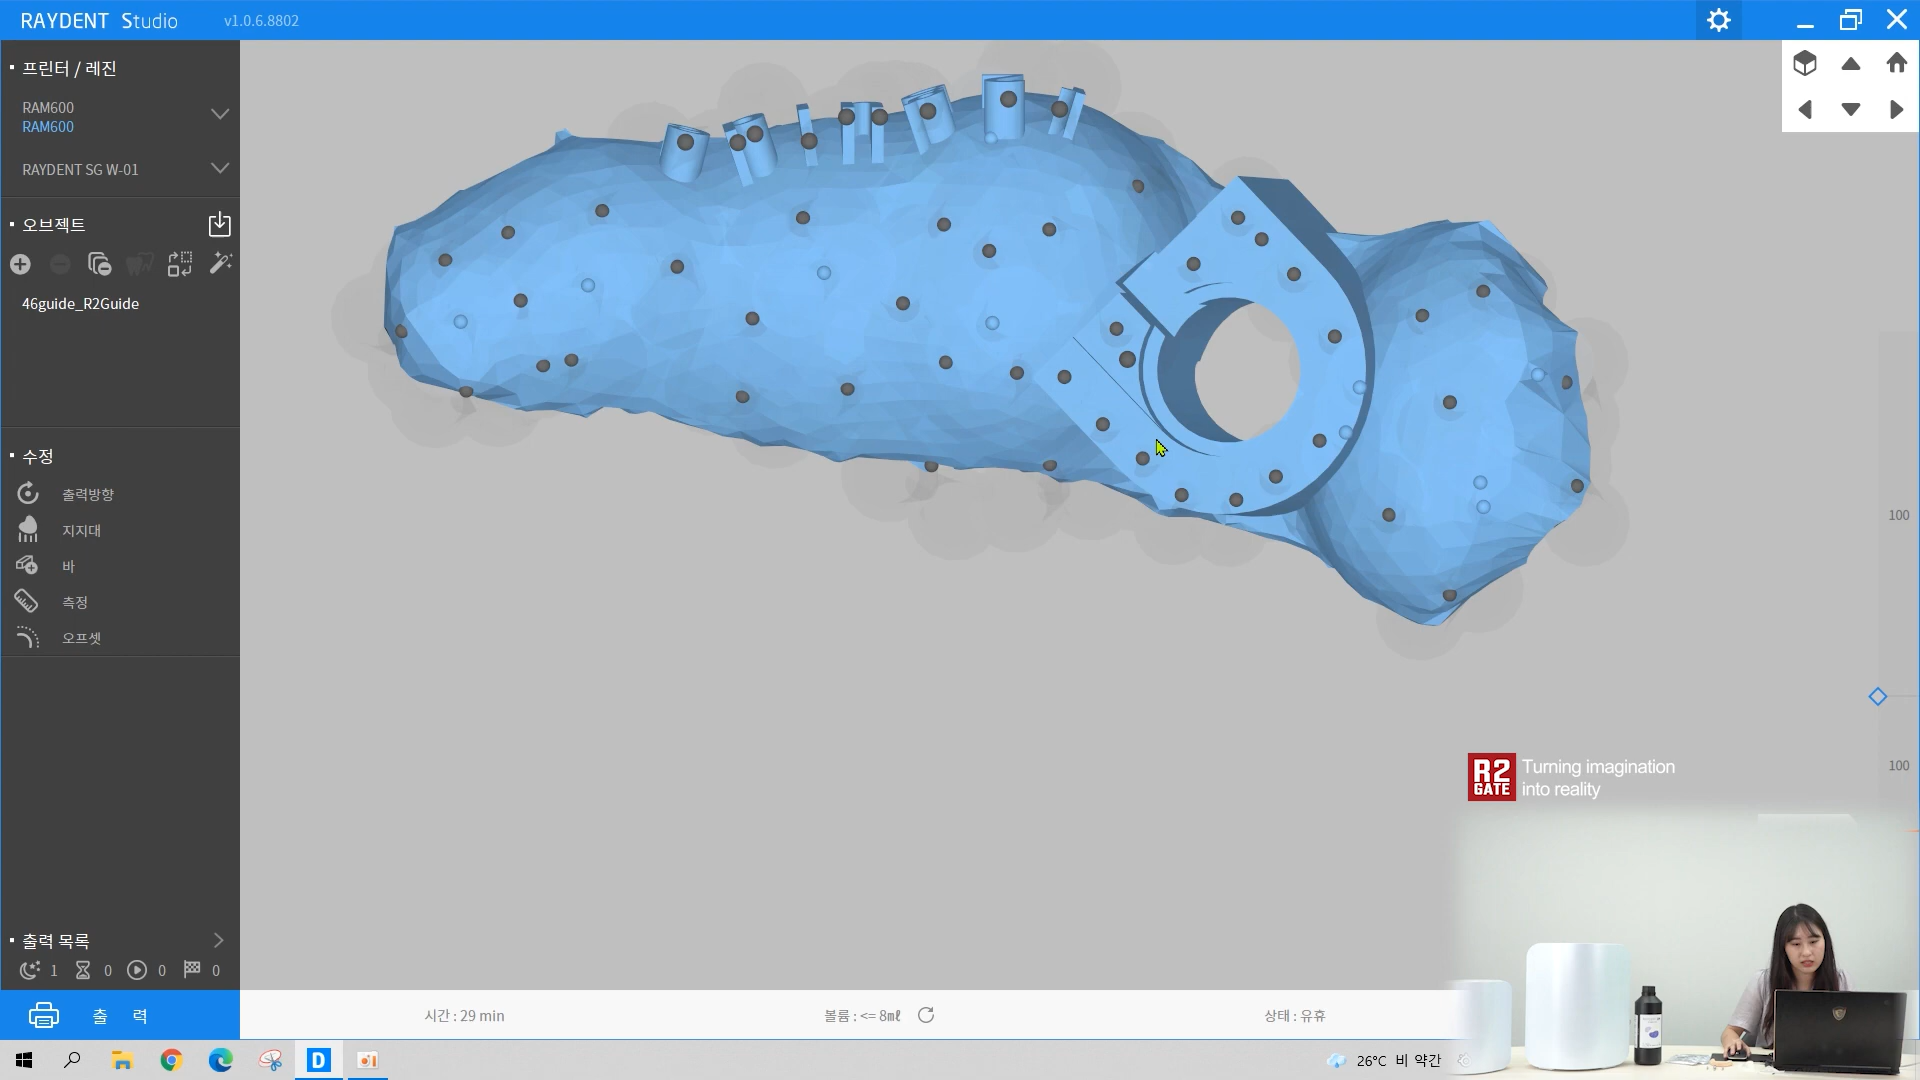 RAYDENT Studio v1.0.6.8802
프린터 / 레진
RAM600
RAM600
RAYDENT SG W-01
오브젝트
46guide_R2Guide
수정
출력방향
지지대
바
측정
오프셋
출력 목록
1 0 0 0
출 력
시간 : 29 min
볼륨 : <= 8㎖
상태 : 유휴
100
100
R2 GATE
Turning imagination
into reality
26°C 비 약간